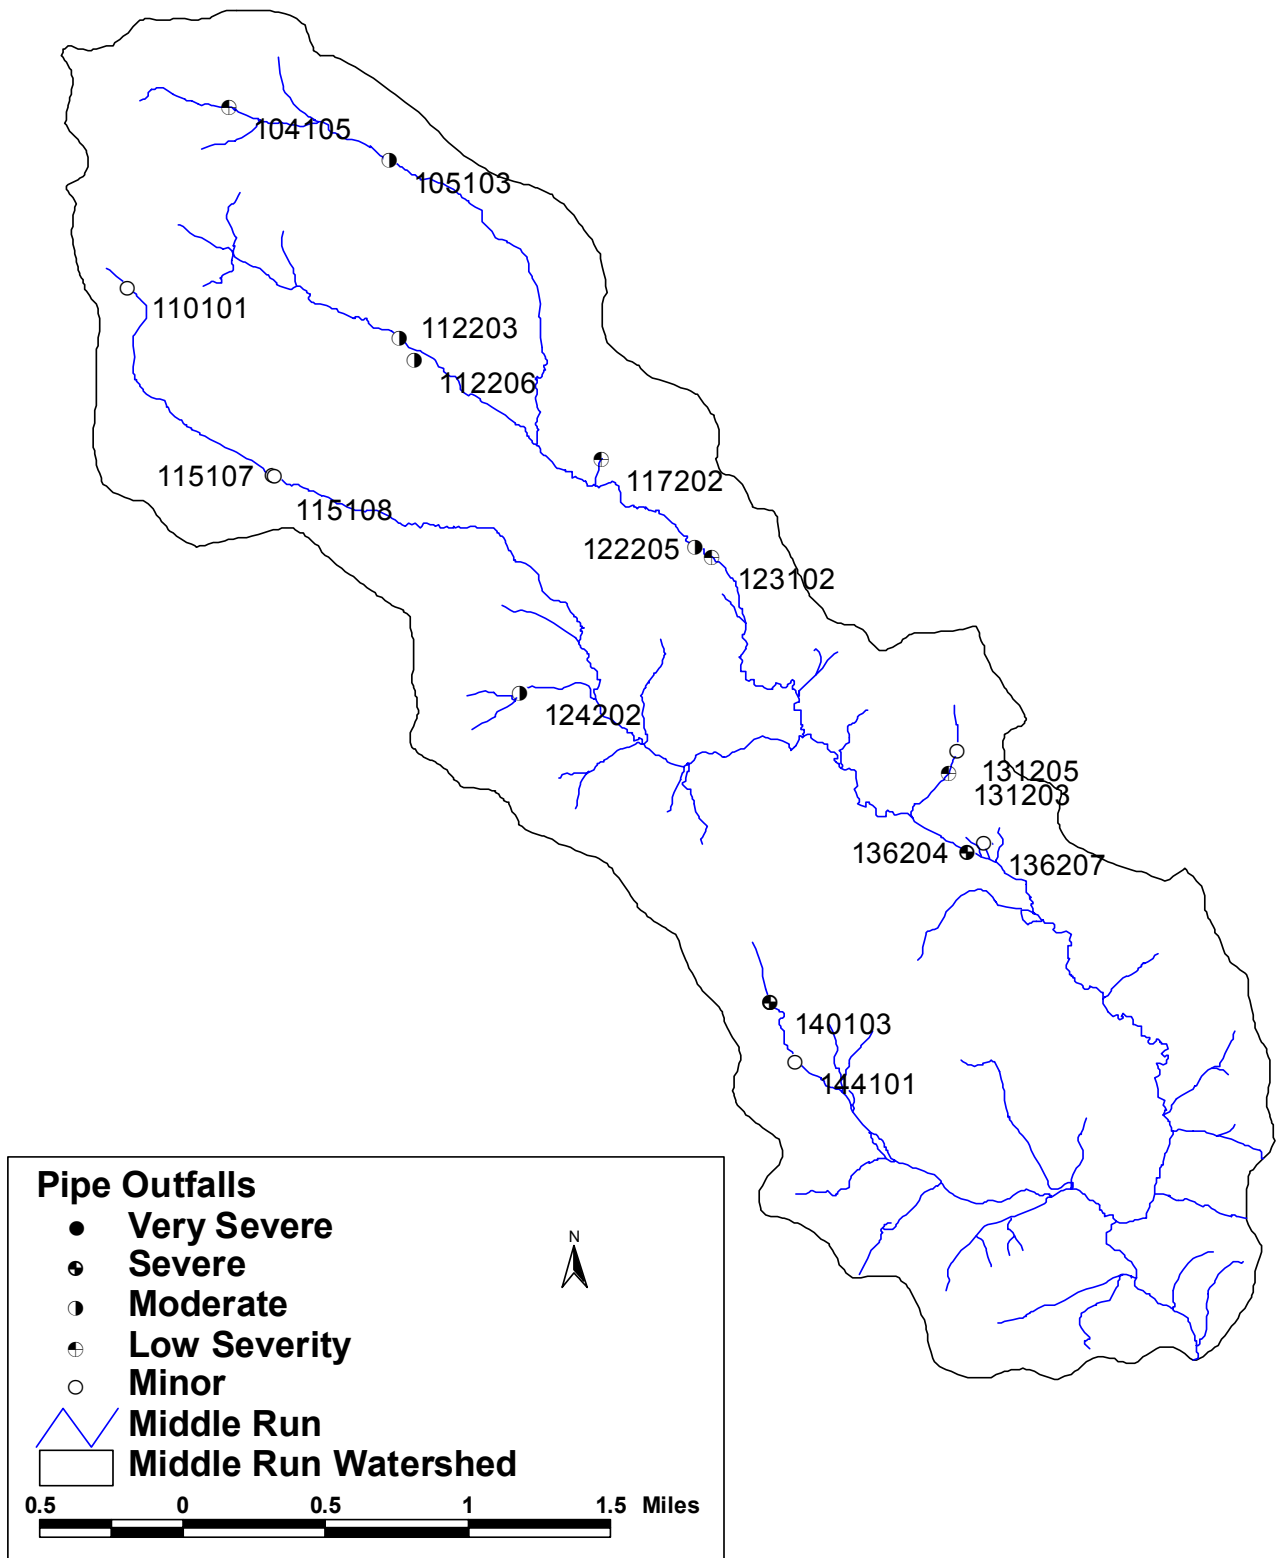 104105
105103
110101
112203
112206
115107
117202
115108
122205
123102
124202
131205
131203
136204
136207
140103
144101
Pipe Outfalls
Very Severe
Severe
N
Moderate
Low Severity
Minor
Middle Run
Middle Run Watershed
0.5 0 0.5 1 1.5 Miles